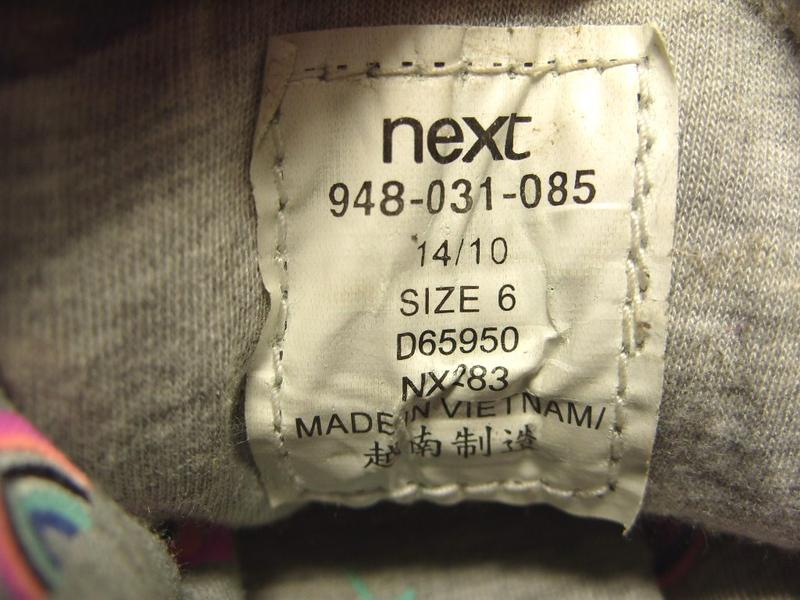 next
948-031-085
14/10
SIZE 6
D65950
NX283
MADE IN VIETNAM/
越南制造